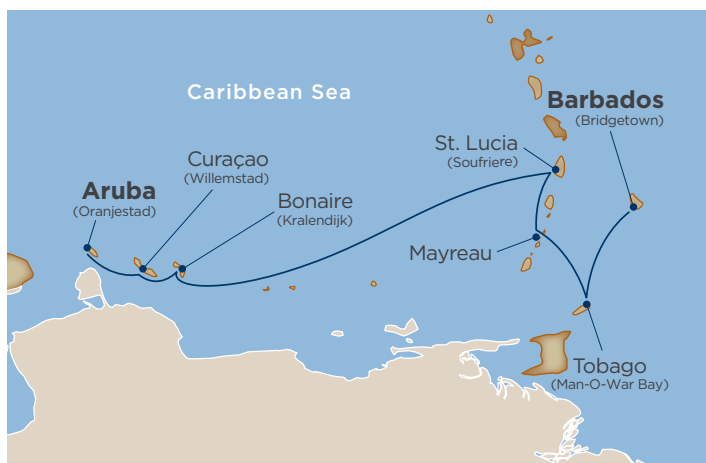 Caribbean Sea
Barbados
(Bridgetown)
St. Lucia
(Soufriere)
Curaçao
(Willemstad)
Aruba
(Oranjestad)
Bonaire
(Kralendijk)
Mayreau
Tobago
(Man-O-War Bay)